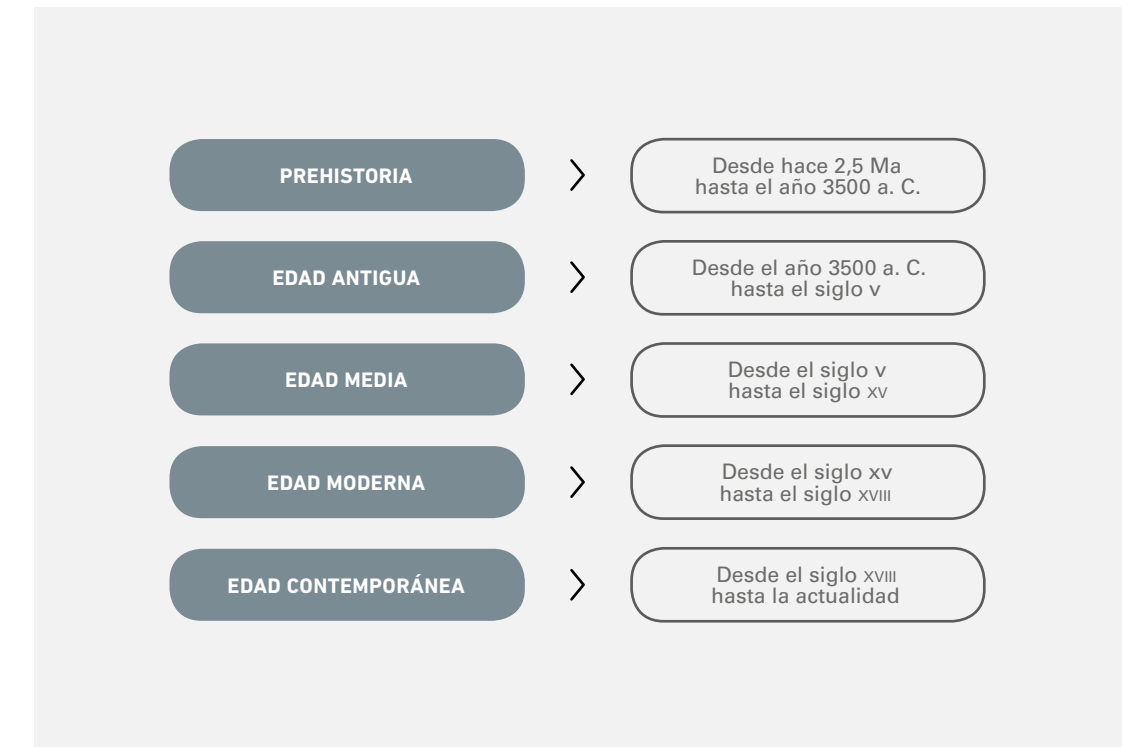 PREHISTORIA
Desde hace 2,5 Ma
hasta el año 3500 a. C.
EDAD ANTIGUA
Desde el año 3500 a. C.
hasta el siglo v
EDAD MEDIA
Desde el siglo v
hasta el siglo xv
EDAD MODERNA
Desde el siglo xv
hasta el siglo xviii
EDAD CONTEMPORÁNEA
Desde el siglo xviii
hasta la actualidad